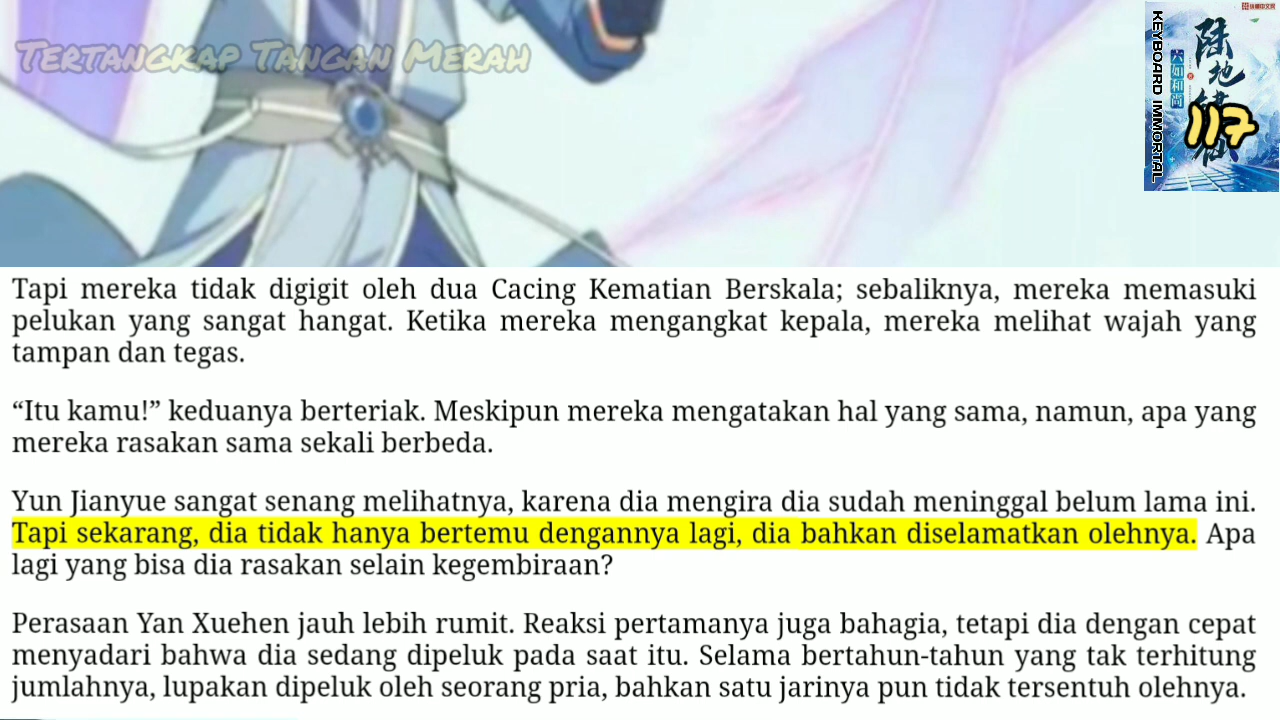 Tertangkap Tangan Merah
KEYBOARD IMMORTAL
六如和尚
117
Tapi mereka tidak digigit oleh dua Cacing Kematian Berskala; sebaliknya, mereka memasuki
pelukan yang sangat hangat. Ketika mereka mengangkat kepala, mereka melihat wajah yang
tampan dan tegas.
“Itu kamu!” keduanya berteriak. Meskipun mereka mengatakan hal yang sama, namun, apa yang
mereka rasakan sama sekali berbeda.
Yun Jianyue sangat senang melihatnya, karena dia mengira dia sudah meninggal belum lama ini.
Tapi sekarang, dia tidak hanya bertemu dengannya lagi, dia bahkan diselamatkan olehnya. Apa
lagi yang bisa dia rasakan selain kegembiraan?
Perasaan Yan Xuehen jauh lebih rumit. Reaksi pertamanya juga bahagia, tetapi dia dengan cepat
menyadari bahwa dia sedang dipeluk pada saat itu. Selama bertahun-tahun yang tak terhitung
jumlahnya, lupakan dipeluk oleh seorang pria, bahkan satu jarinya pun tidak tersentuh olehnya.